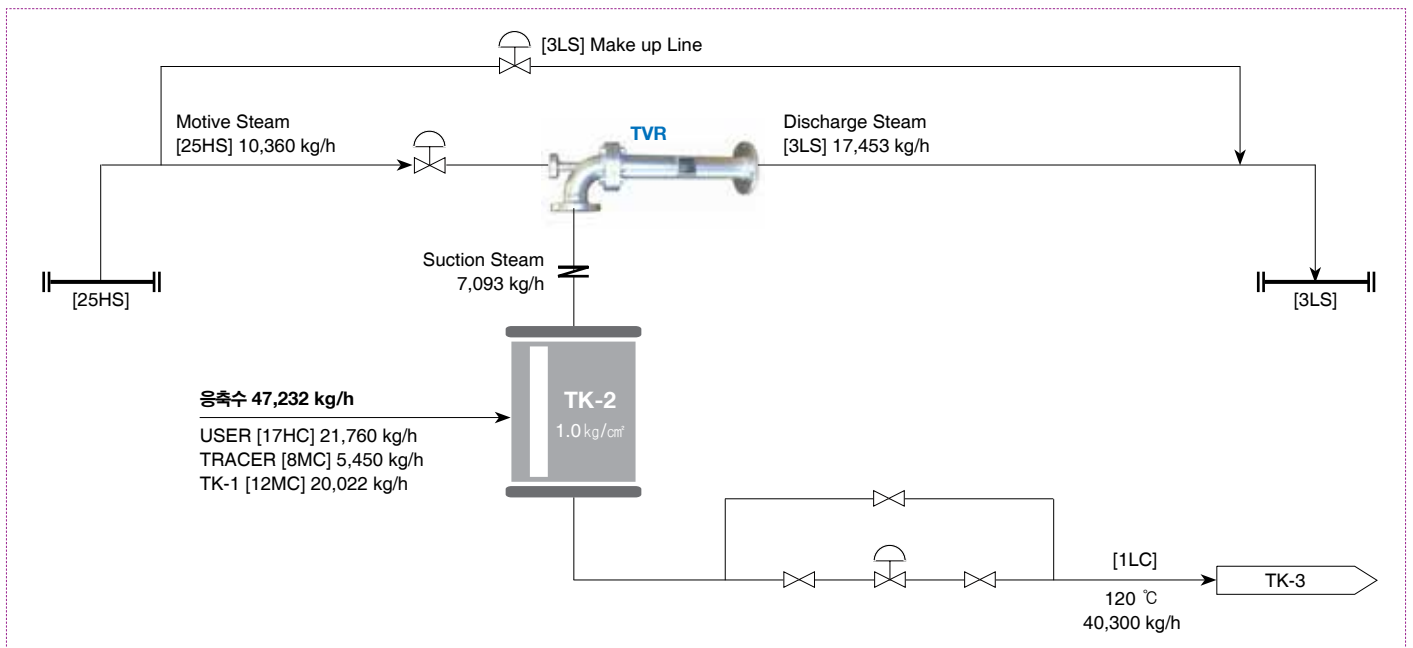 [3LS] Make up Line
Motive Steam
[25HS] 10,360 kg/h
TVR
Discharge Steam
[3LS] 17,453 kg/h
Suction Steam
7,093 kg/h
[25HS]
[3LS]
응축수 47,232 kg/h
USER [17HC] 21,760 kg/h
TRACER [8MC] 5,450 kg/h
TK-1 [12MC] 20,022 kg/h
TK-2
1.0 kg/㎠
[1LC]
120 ℃
40,300 kg/h
TK-3